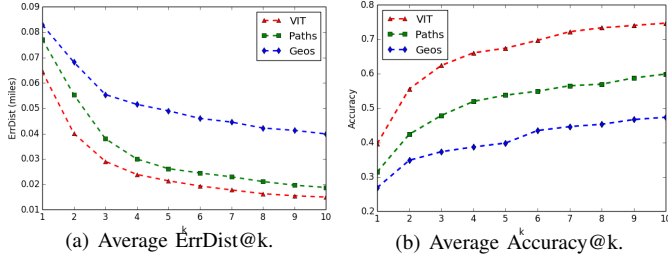 0.09
0.08
0.07
0.06
0.05
0.04
0.03
0.02
0.01
ErrDist (miles)
VIT
Paths
Geos
1 2 3 4 5 6 7 8 9 10
k
(a) Average ErrDist@k.
0.8
0.7
0.6
0.5
0.4
0.3
0.2
Accuracy
VIT
Paths
Geos
1 2 3 4 5 6 7 8 9 10
k
(b) Average Accuracy@k.